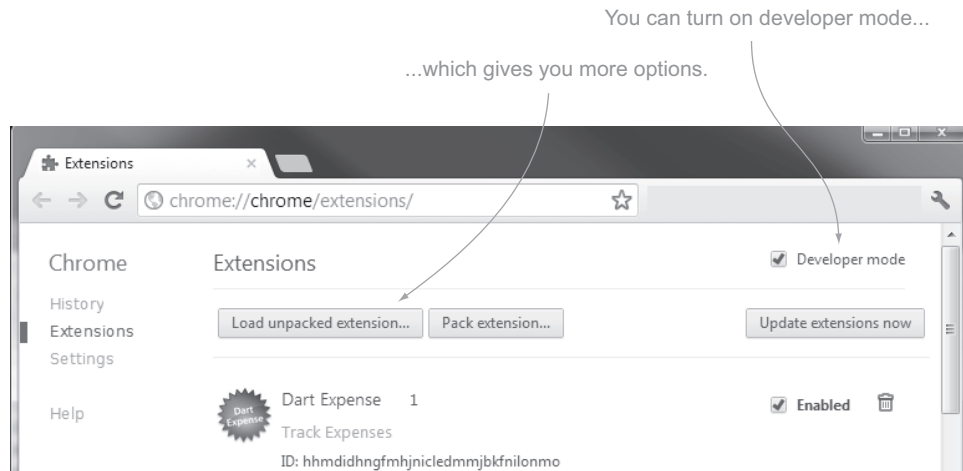 You can turn on developer mode...
...which gives you more options.
Extensions
chrome://chrome/extensions/
Chrome
Extensions
Developer mode
History
Extensions
Settings
Help
Load unpacked extension...
Pack extension...
Update extensions now
Dart Expense
Dart Expense 1
Enabled
Track Expenses
ID: hhmdidhngfmhjnicledmmjbkfnilonmo